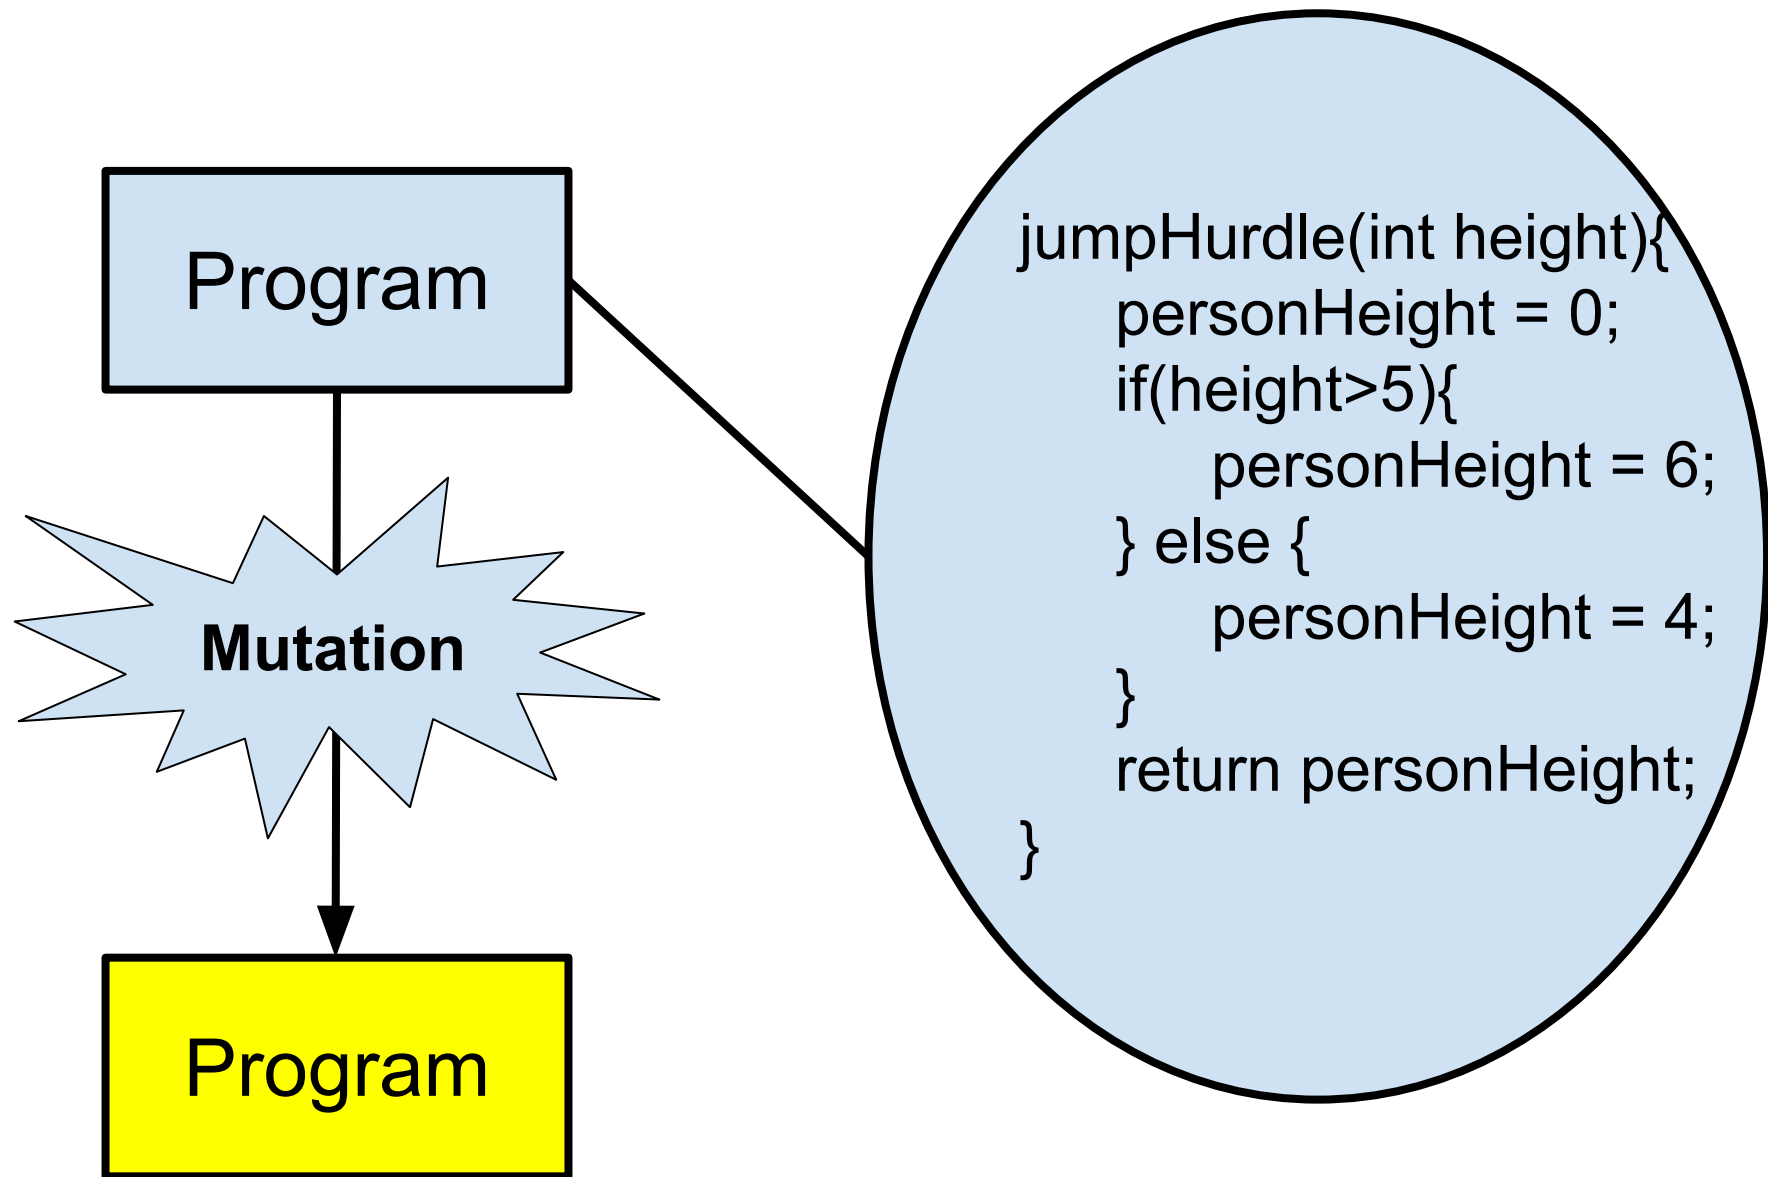 Program
Mutation
Program
jumpHurdle(int height){
personHeight = 0;
if(height>5){
personHeight = 6;
} else {
personHeight = 4;
}
return personHeight;
}